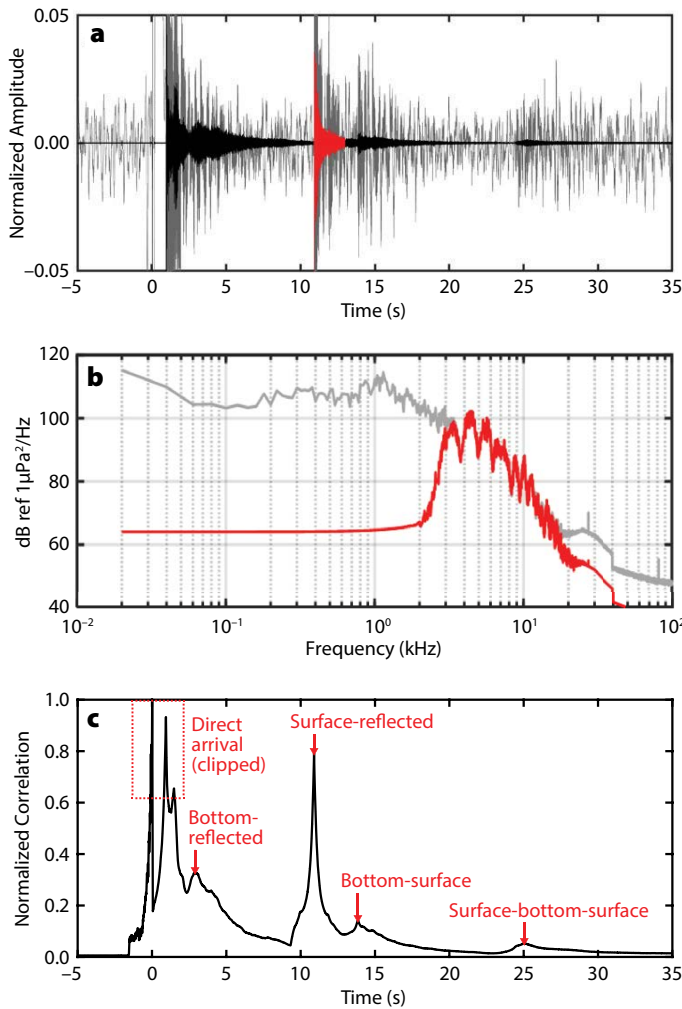 a
0.05
0.00
−0.05
Normalized Amplitude
−5 0 5 10 15 20 25 30 35
Time (s)
b
120
100
80
60
40
dB ref 1µPa²/Hz
10⁻² 10⁻¹ 10⁰ 10¹ 10²
Frequency (kHz)
c
1.0
0.8
0.6
0.4
0.2
0.0
Normalized Correlation
Direct
arrival
(clipped)
Surface-reflected
Bottom-
reflected
Bottom-surface
Surface-bottom-surface
−5 0 5 10 15 20 25 30 35
Time (s)